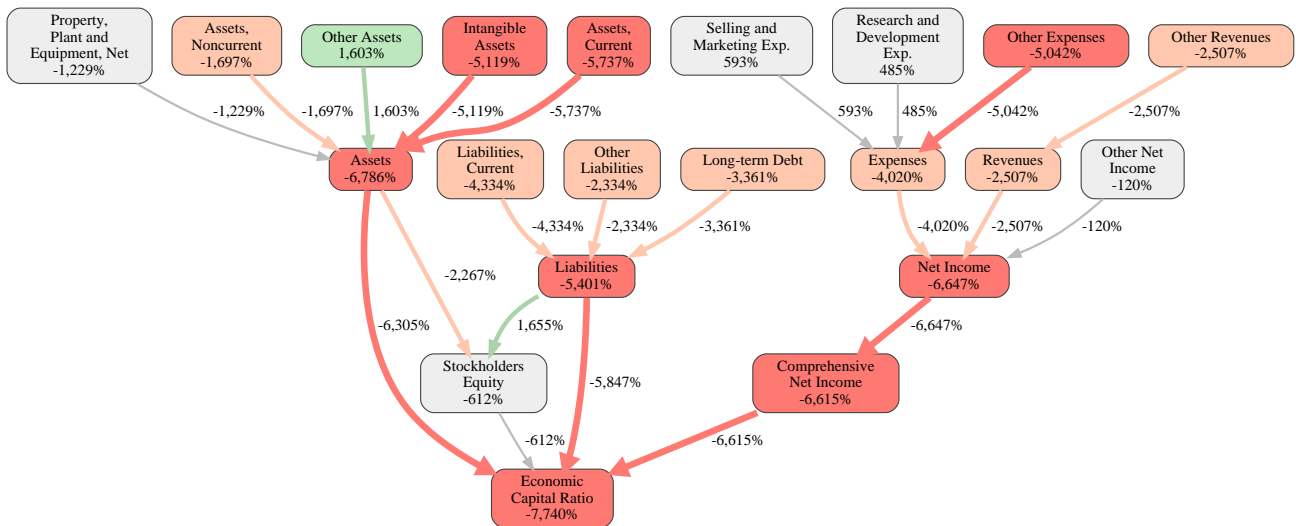 Property,
Plant and
Equipment, Net
-1,229%
Assets,
Noncurrent
-1,697%
Other Assets
1,603%
Intangible
Assets
-5,119%
Assets,
Current
-5,737%
Selling and
Marketing Exp.
593%
Research and
Development
Exp.
485%
Other Expenses
-5,042%
Other Revenues
-2,507%
-1,229%
-1,697%
1,603%
-5,119%
-5,737%
593%
485%
-5,042%
-2,507%
Assets
-6,786%
Liabilities,
Current
-4,334%
Other
Liabilities
-2,334%
Long-term Debt
-3,361%
Expenses
-4,020%
Revenues
-2,507%
Other Net
Income
-120%
-4,334%
-2,334%
-3,361%
-4,020%
-2,507%
-120%
-2,267%
Liabilities
-5,401%
Net Income
-6,647%
-6,305%
1,655%
-6,647%
Stockholders
Equity
-612%
-5,847%
Comprehensive
Net Income
-6,615%
-612%
-6,615%
Economic
Capital Ratio
-7,740%